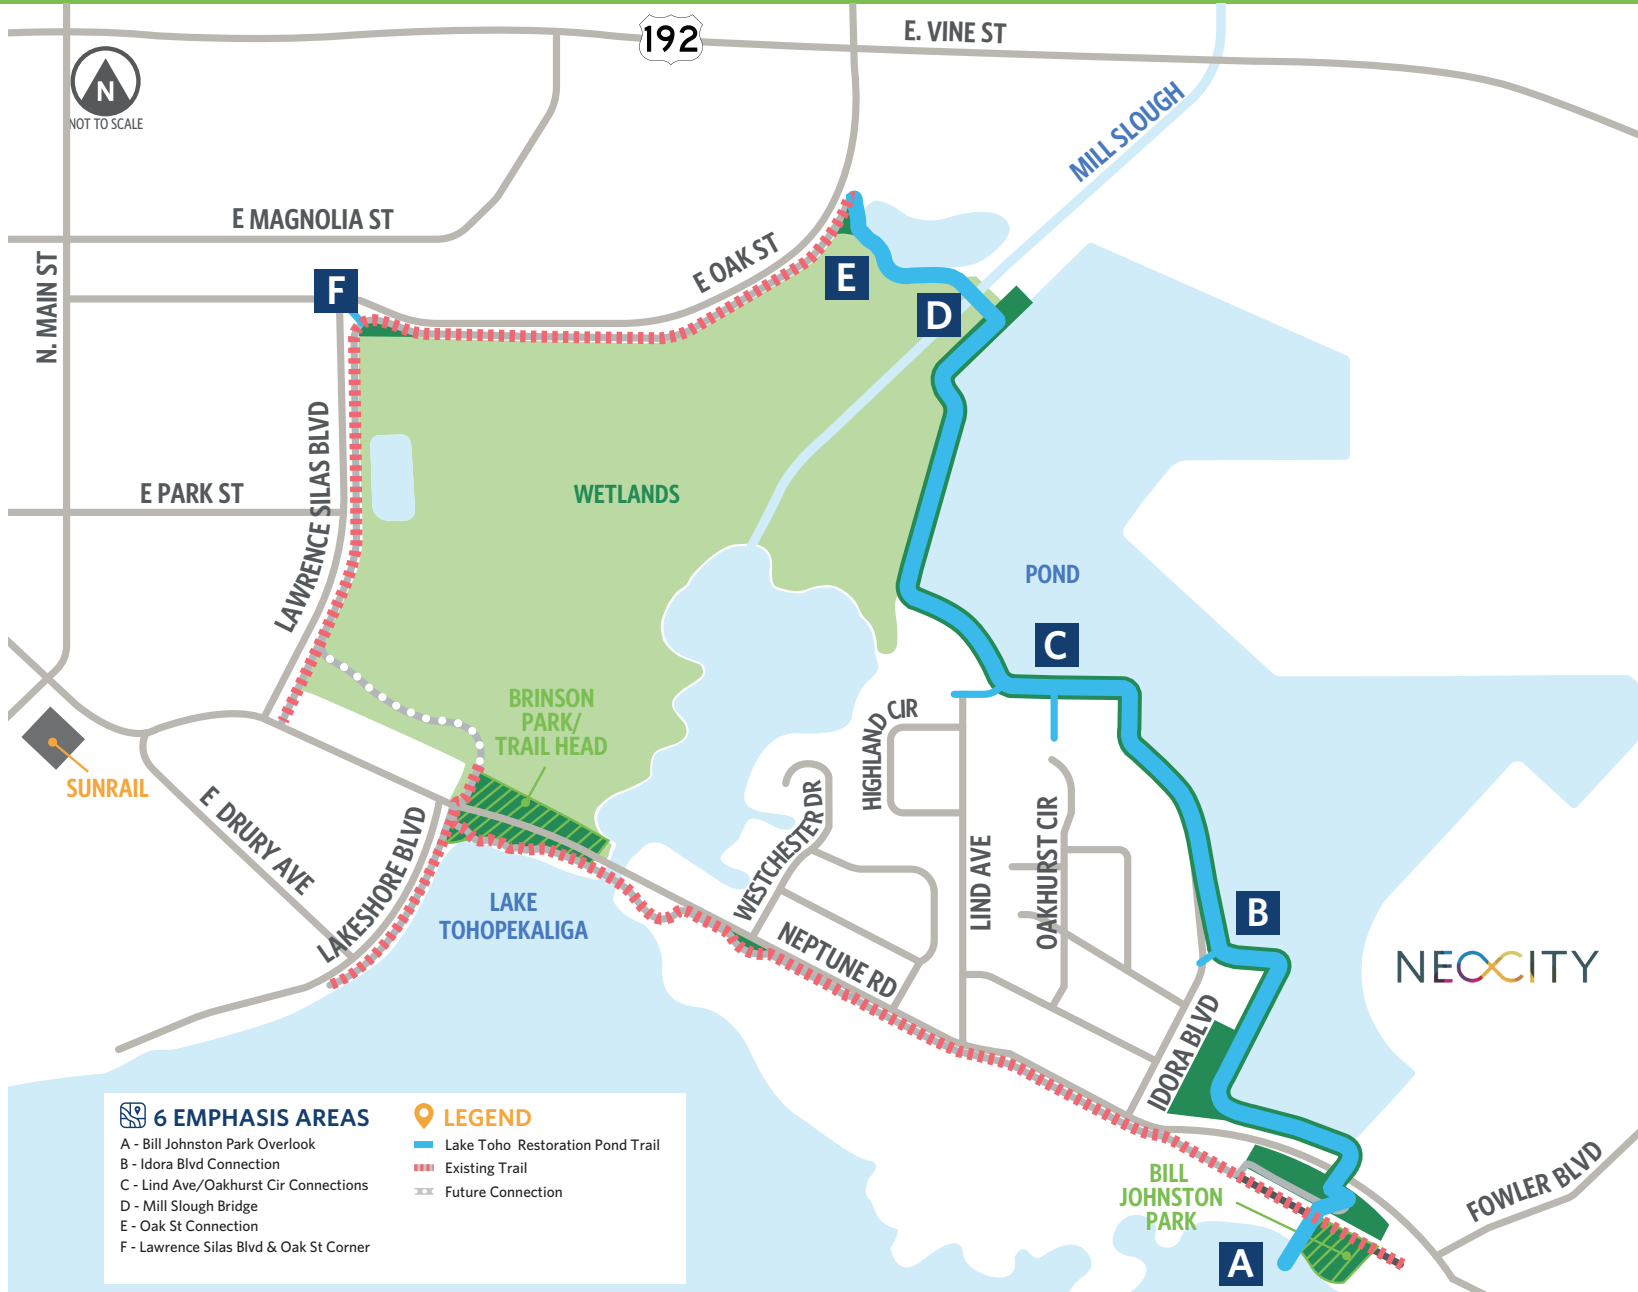 192
E. VINE ST
N
NOT TO SCALE
MILL SLOUGH
E MAGNOLIA ST
N. MAIN ST
E OAK ST
F
E
D
LAWRENCE SILAS BLVD
E PARK ST
WETLANDS
POND
C
BRINSON
PARK/
TRAIL HEAD
HIGHLAND CIR
SUNRAIL
E DRURY AVE
LAKESHORE BLVD
WESTCHESTER DR
LIND AVE
OAKHURST CIR
LAKE
TOHOPEKALIGA
B
NEPTUNE RD
NEOCITY
IDORA BLVD
BILL
JOHNSTON
PARK
FOWLER BLVD
A
6 EMPHASIS AREAS
A - Bill Johnston Park Overlook
B - Idora Blvd Connection
C - Lind Ave/Oakhurst Cir Connections
D - Mill Slough Bridge
E - Oak St Connection
F - Lawrence Silas Blvd & Oak St Corner
LEGEND
Lake Toho Restoration Pond Trail
Existing Trail
Future Connection